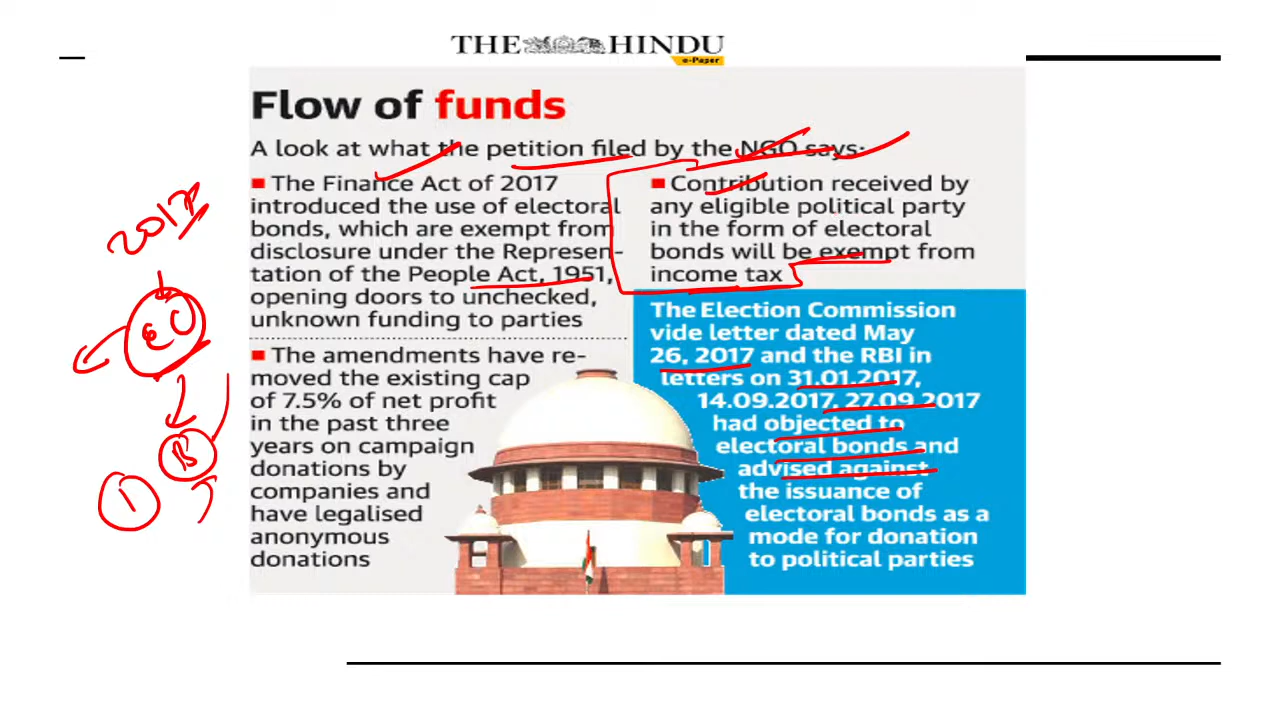 THE HINDU
e-Paper
Flow of funds
A look at what the petition filed by the NGO says:
The Finance Act of 2017
introduced the use of electoral
bonds, which are exempt from
disclosure under the Represen-
tation of the People Act, 1951,
opening doors to unchecked,
unknown funding to parties
The amendments have re-
moved the existing cap
of 7.5% of net profit
in the past three
years on campaign
donations by
companies and
have legalised
anonymous
donations
Contribution received by
any eligible political party
in the form of electoral
bonds will be exempt from
income tax
The Election Commission
vide letter dated May
26, 2017 and the RBI in
letters on 31.01.2017,
14.09.2017, 27.09.2017
had objected to
electoral bonds and
advised against
the issuance of
electoral bonds as a
mode for donation
to political parties
2017
EC
B
1